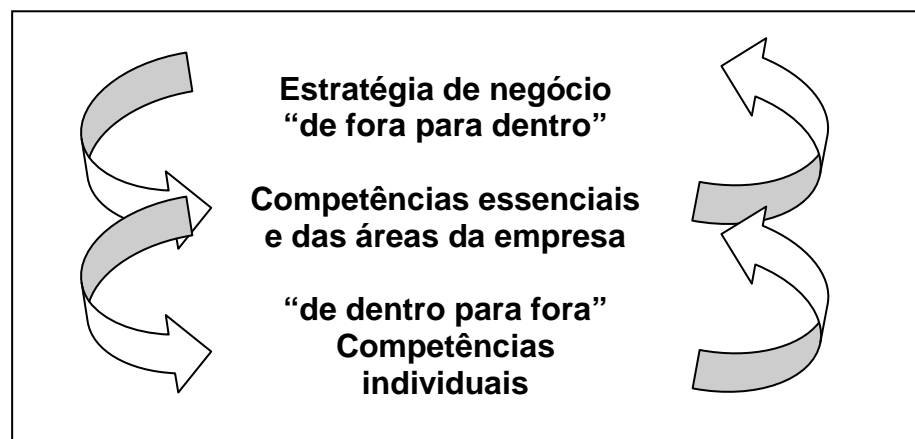 Estratégia de negócio
“de fora para dentro”
Competências essenciais
e das áreas da empresa
“de dentro para fora”
Competências
individuais